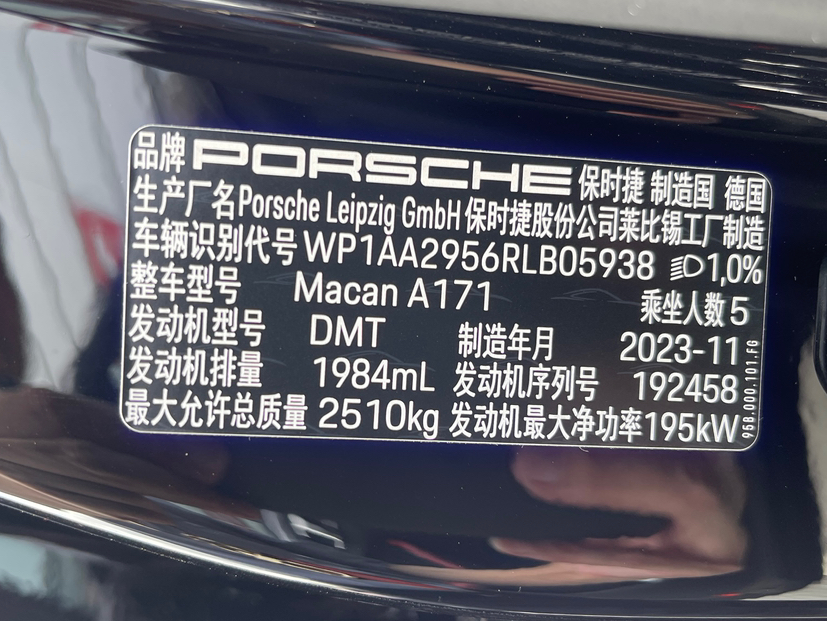 品牌 PORSCHE 保时捷 制造国 德国
生产厂名 Porsche Leipzig GmbH 保时捷股份公司莱比锡工厂制造
车辆识别代号 WP1AA2956RLB05938 1,0%
整车型号 Macan A171 乘坐人数 5
发动机型号 DMT 制造年月 2023-11
发动机排量 1984mL 发动机序列号 192458
最大允许总质量 2510kg 发动机最大净功率 195kW
958.000.101.FG